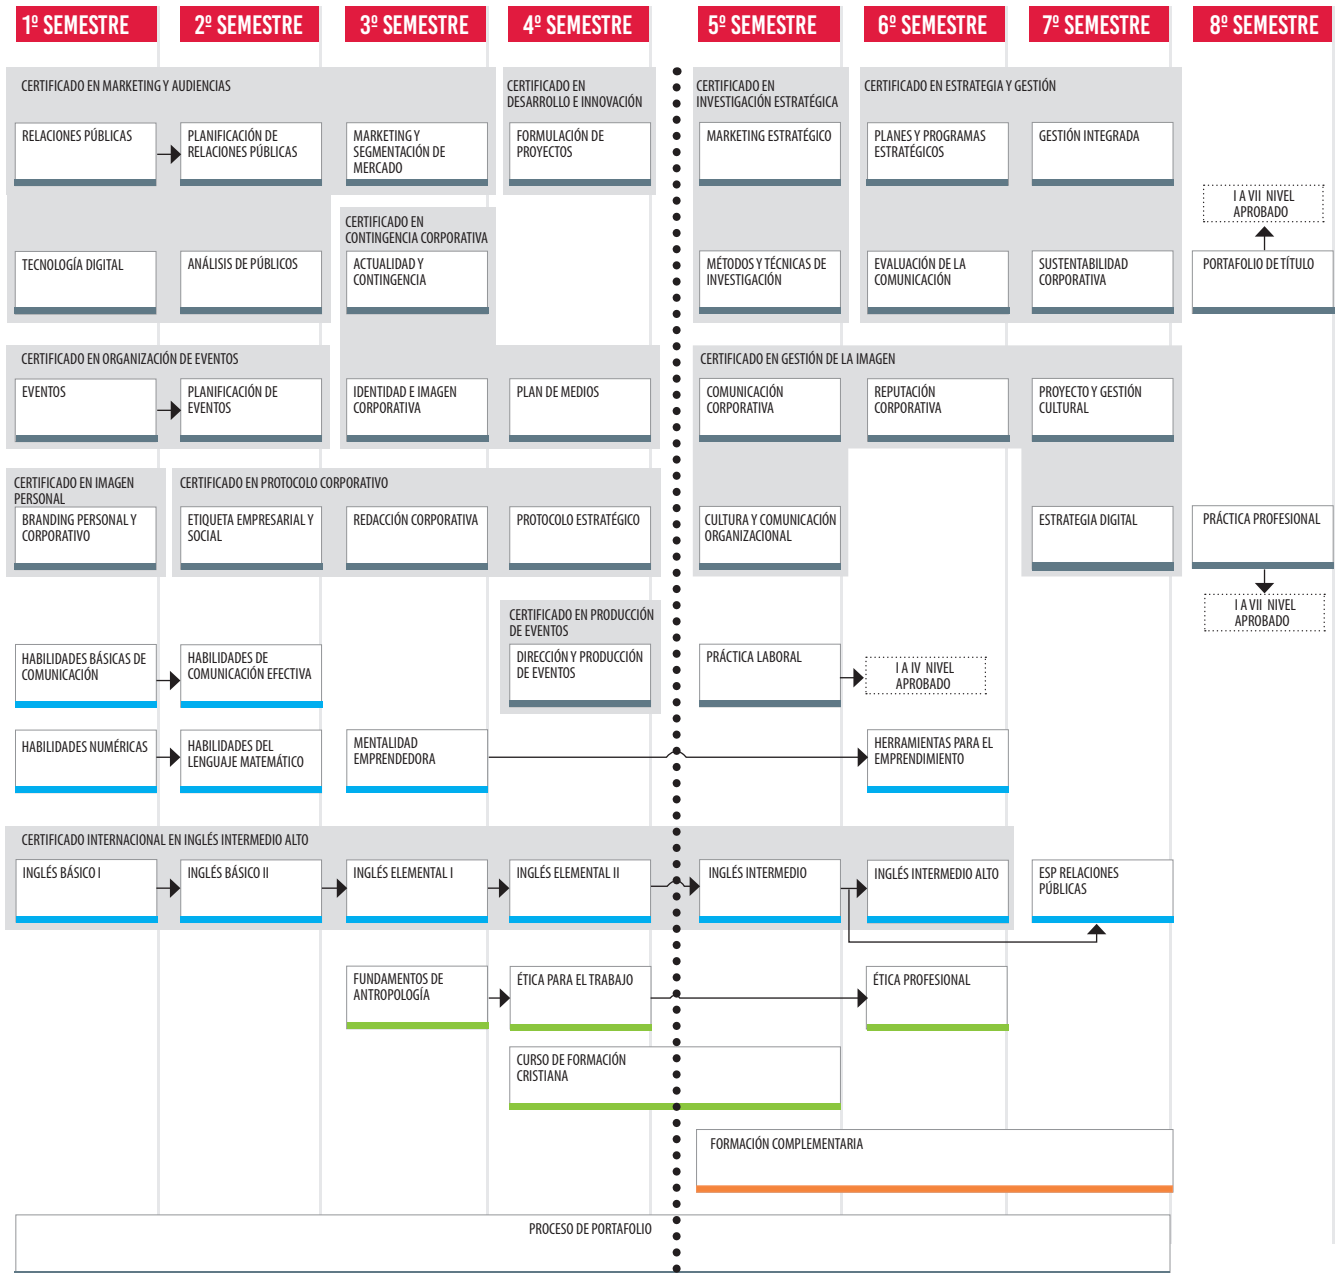 1º SEMESTRE
2º SEMESTRE
3º SEMESTRE
4º SEMESTRE
5º SEMESTRE
6º SEMESTRE
7º SEMESTRE
8º SEMESTRE
CERTIFICADO EN MARKETING Y AUDIENCIAS
CERTIFICADO EN
DESARROLLO E INNOVACIÓN
CERTIFICADO EN
INVESTIGACIÓN ESTRATÉGICA
CERTIFICADO EN ESTRATEGIA Y GESTIÓN
RELACIONES PÚBLICAS
PLANIFICACIÓN DE
RELACIONES PÚBLICAS
MARKETING Y
SEGMENTACIÓN DE
MERCADO
FORMULACIÓN DE
PROYECTOS
MARKETING ESTRATÉGICO
PLANES Y PROGRAMAS
ESTRATÉGICOS
GESTIÓN INTEGRADA
I A VII NIVEL
APROBADO
CERTIFICADO EN
CONTINGENCIA CORPORATIVA
TECNOLOGÍA DIGITAL
ANÁLISIS DE PÚBLICOS
ACTUALIDAD Y
CONTINGENCIA
MÉTODOS Y TÉCNICAS DE
INVESTIGACIÓN
EVALUACIÓN DE LA
COMUNICACIÓN
SUSTENTABILIDAD
CORPORATIVA
PORTAFOLIO DE TÍTULO
CERTIFICADO EN ORGANIZACIÓN DE EVENTOS
CERTIFICADO EN GESTIÓN DE LA IMAGEN
EVENTOS
PLANIFICACIÓN DE
EVENTOS
IDENTIDAD E IMAGEN
CORPORATIVA
PLAN DE MEDIOS
COMUNICACIÓN
CORPORATIVA
REPUTACIÓN
CORPORATIVA
PROYECTO Y GESTIÓN
CULTURAL
CERTIFICADO EN IMAGEN
PERSONAL
CERTIFICADO EN PROTOCOLO CORPORATIVO
BRANDING PERSONAL Y
CORPORATIVO
ETIQUETA EMPRESARIAL Y
SOCIAL
REDACCIÓN CORPORATIVA
PROTOCOLO ESTRATÉGICO
CULTURA Y COMUNICACIÓN
ORGANIZACIONAL
ESTRATEGIA DIGITAL
PRÁCTICA PROFESIONAL
I A VII NIVEL
APROBADO
CERTIFICADO EN PRODUCCIÓN
DE EVENTOS
HABILIDADES BÁSICAS DE
COMUNICACIÓN
HABILIDADES DE
COMUNICACIÓN EFECTIVA
DIRECCIÓN Y PRODUCCIÓN
DE EVENTOS
PRÁCTICA LABORAL
I A IV NIVEL
APROBADO
HABILIDADES NUMÉRICAS
HABILIDADES DEL
LENGUAJE MATEMÁTICO
MENTALIDAD
EMPRENDEDORA
HERRAMIENTAS PARA EL
EMPRENDIMIENTO
CERTIFICADO INTERNACIONAL EN INGLÉS INTERMEDIO ALTO
INGLÉS BÁSICO I
INGLÉS BÁSICO II
INGLÉS ELEMENTAL I
INGLÉS ELEMENTAL II
INGLÉS INTERMEDIO
INGLÉS INTERMEDIO ALTO
ESP RELACIONES
PÚBLICAS
FUNDAMENTOS DE
ANTROPOLOGÍA
ÉTICA PARA EL TRABAJO
ÉTICA PROFESIONAL
CURSO DE FORMACIÓN
CRISTIANA
FORMACIÓN COMPLEMENTARIA
PROCESO DE PORTAFOLIO